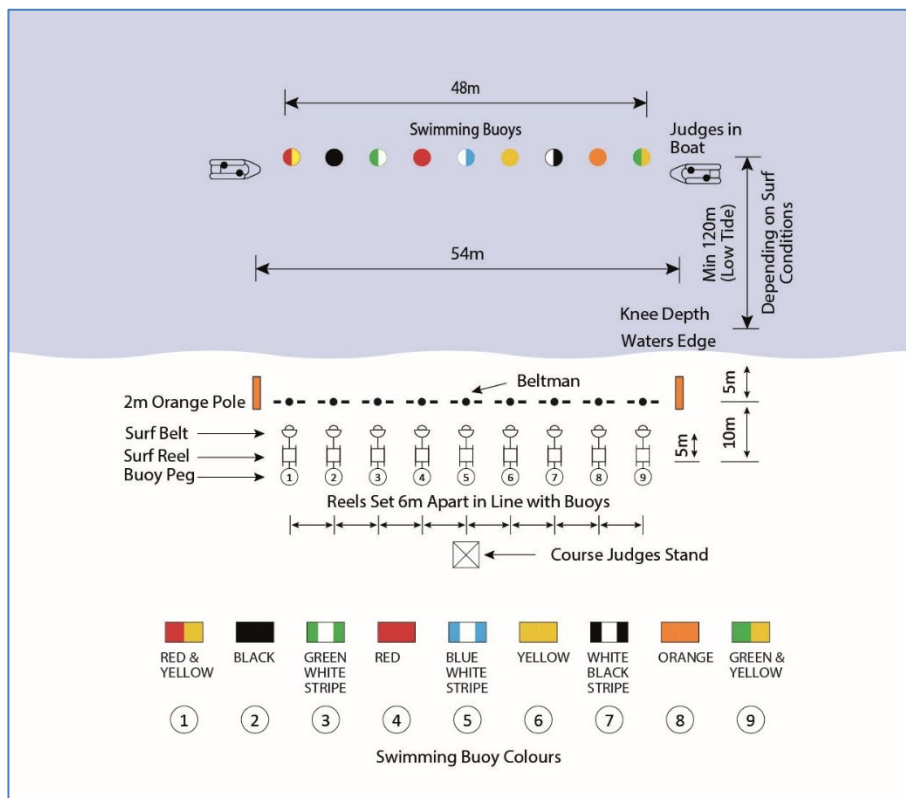 48m
Swimming Buoys
Judges in
Boat
Min 120m
(Low Tide)
Depending on Surf
Conditions
54m
Knee Depth
Waters Edge
5m
Beltman
2m Orange Pole
10m
Surf Belt
5m
Surf Reel
Buoy Peg
1 2 3 4 5 6 7 8 9
Reels Set 6m Apart in Line with Buoys
Course Judges Stand
RED &
YELLOW
BLACK
GREEN
WHITE
STRIPE
RED
BLUE
WHITE
STRIPE
YELLOW
WHITE
BLACK
STRIPE
ORANGE
GREEN &
YELLOW
1 2 3 4 5 6 7 8 9
Swimming Buoy Colours